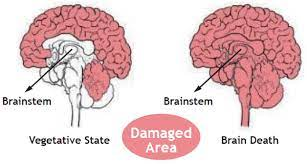 Brainstem
Brainstem
Vegetative State
Damaged
Area
Brain Death